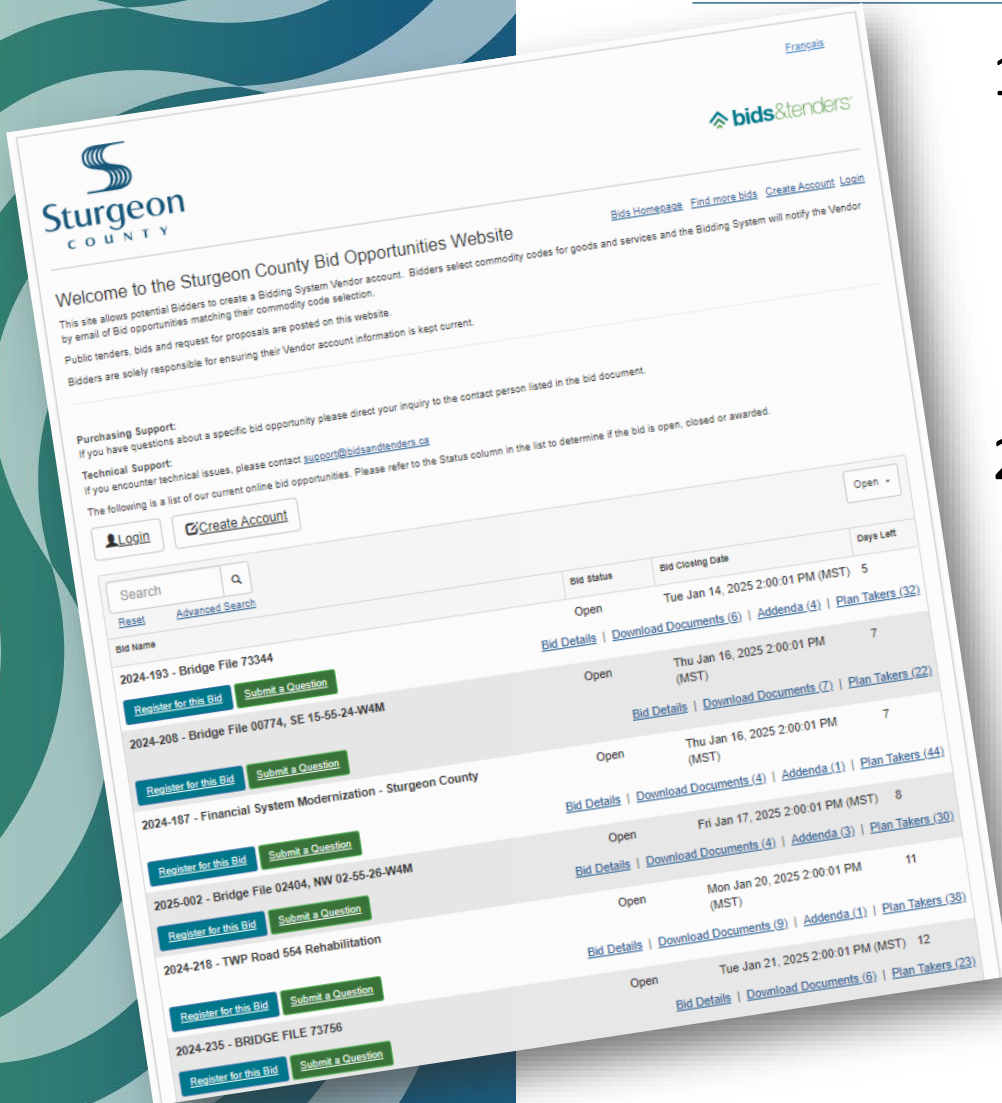 Français
Sturgeon
COUNTY
bids&tenders
Bids Homepage Find more bids Create Account Login
Welcome to the Sturgeon County Bid Opportunities Website
This site allows potential Bidders to create a Bidding System Vendor account. Bidders select commodity codes for goods and services and the Bidding System will notify the Vendor
by email of Bid opportunities matching their commodity code selection.
Public tenders, bids and request for proposals are posted on this website.
Bidders are solely responsible for ensuring their Vendor account information is kept current.
Purchasing Support:
If you have questions about a specific bid opportunity please direct your inquiry to the contact person listed in the bid document.
Technical Support:
If you encounter technical issues, please contact support@bidsandtenders.ca
The following is a list of our current online bid opportunities. Please refer to the Status column in the list to determine if the bid is open, closed or awarded.
Login Create Account
Open
Search
Reset Advanced Search
Bid Name Bid Status Bid Closing Date Days Left
2024-193 - Bridge File 73344 Open Tue Jan 14, 2025 2:00:01 PM (MST) 5
Register for this Bid Submit a Question Bid Details | Download Documents (6) | Addenda (4) | Plan Takers (32)
2024-208 - Bridge File 00774, SE 15-55-24-W4M Open Thu Jan 16, 2025 2:00:01 PM 7
(MST)
Register for this Bid Submit a Question Bid Details | Download Documents (7) | Plan Takers (22)
2024-187 - Financial System Modernization - Sturgeon County Open Thu Jan 16, 2025 2:00:01 PM 7
(MST)
Register for this Bid Submit a Question Bid Details | Download Documents (4) | Addenda (1) | Plan Takers (44)
2025-002 - Bridge File 02404, NW 02-55-26-W4M Open Fri Jan 17, 2025 2:00:01 PM (MST) 8
Register for this Bid Submit a Question Bid Details | Download Documents (4) | Addenda (3) | Plan Takers (30)
2024-218 - TWP Road 554 Rehabilitation Open Mon Jan 20, 2025 2:00:01 PM 11
(MST)
Register for this Bid Submit a Question Bid Details | Download Documents (9) | Addenda (1) | Plan Takers (38)
2024-235 - BRIDGE FILE 73756 Open Tue Jan 21, 2025 2:00:01 PM (MST) 12
Register for this Bid Submit a Question Bid Details | Download Documents (6) | Plan Takers (23)